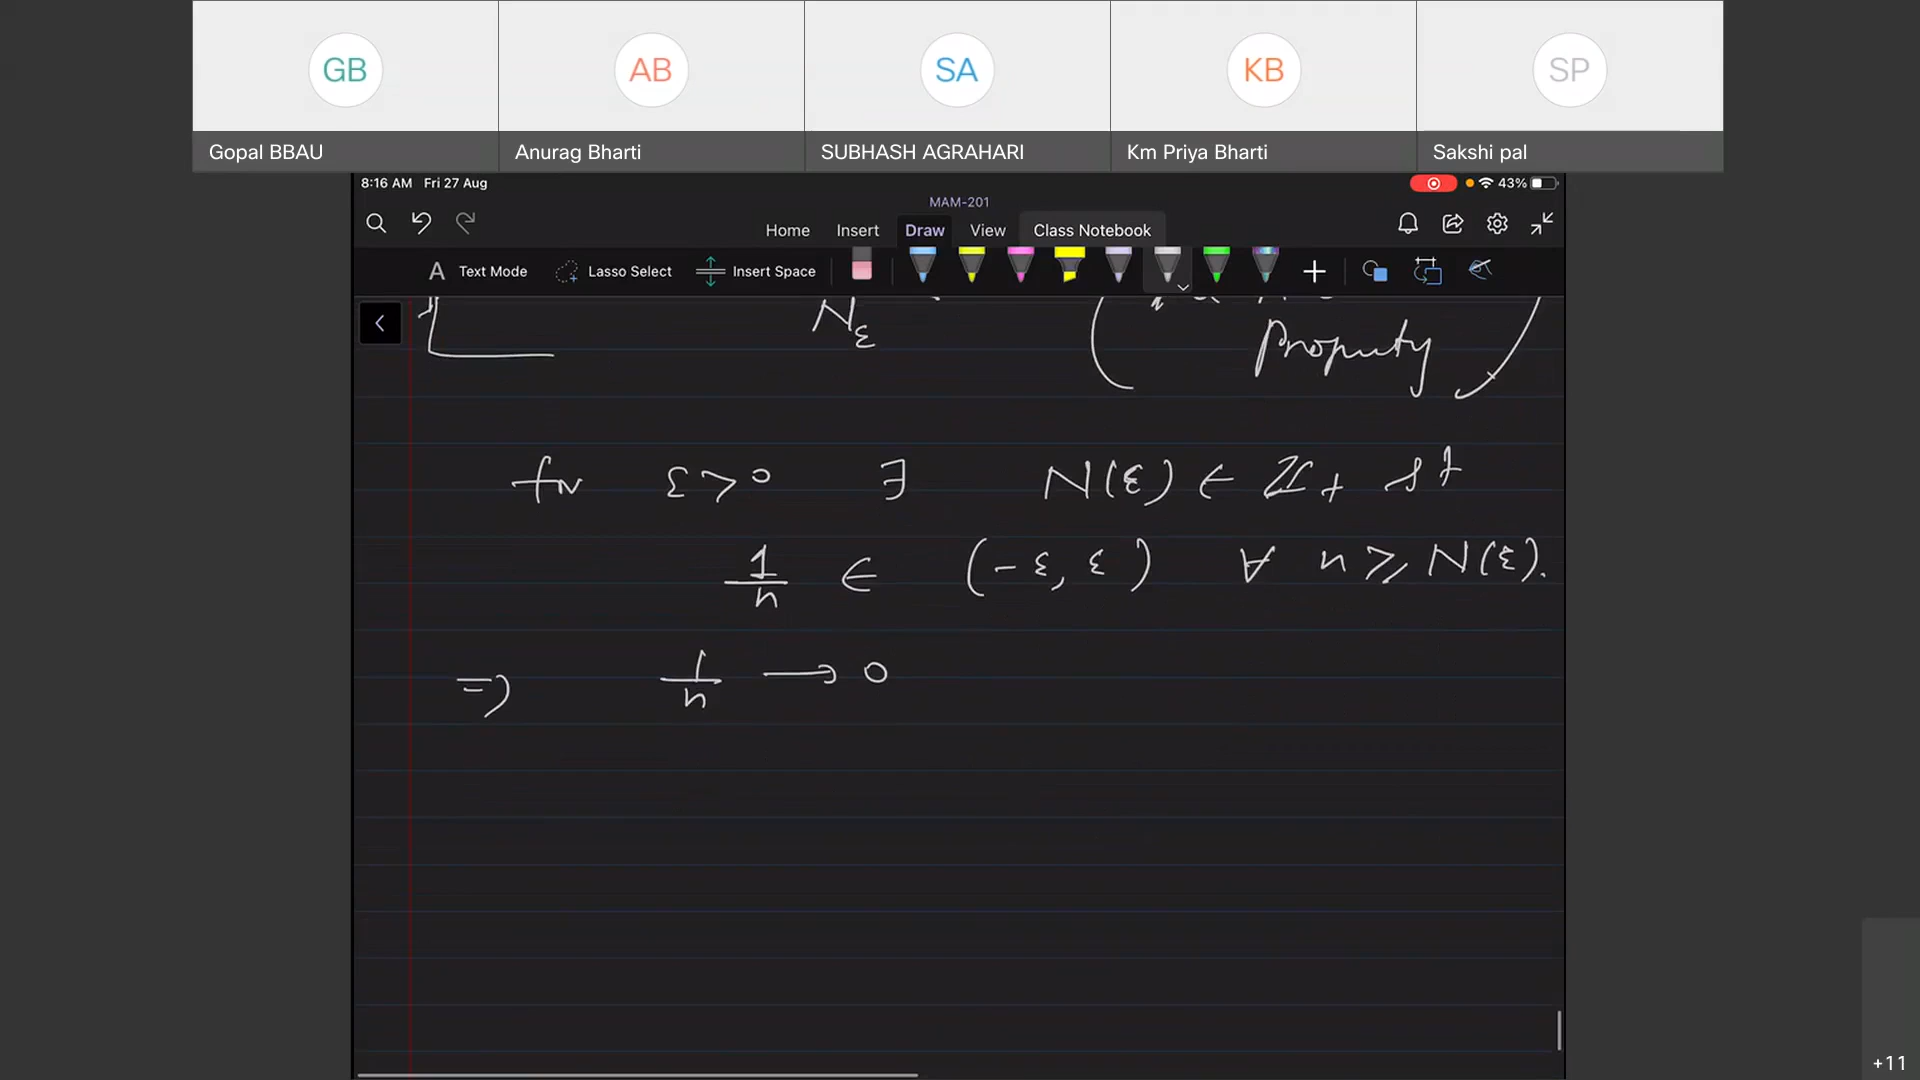 GB AB SA KB SP
Gopal BBAU Anurag Bharti SUBHASH AGRAHARI Km Priya Bharti Sakshi pal
8:16 AM Fri 27 Aug 43%
MAM-201
Home Insert Draw View Class Notebook
A Text Mode Lasso Select Insert Space
N_ε
Property
for ε > 0 ∃ N(ε) ∈ ℤ+ st
1/n ∈ (-ε, ε) ∀ n ≥ N(ε).
⇒ 1/n → 0
+11